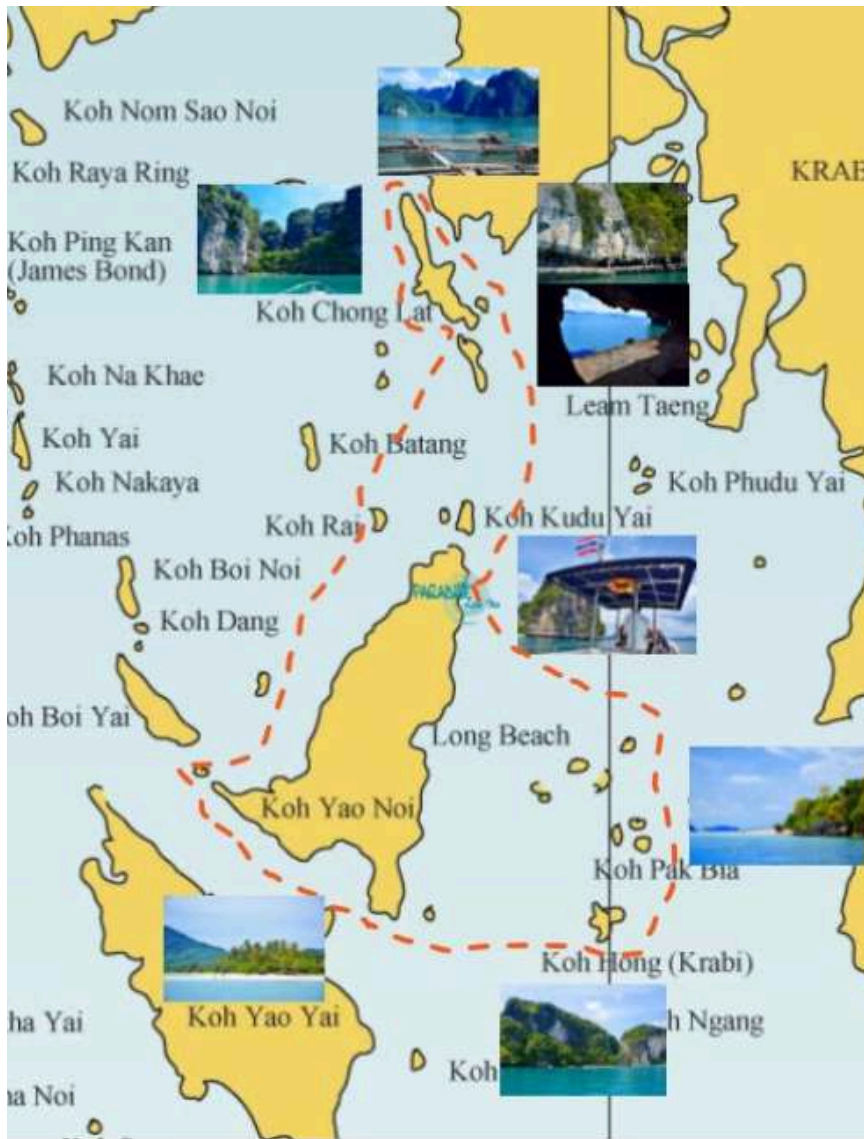 Koh Nom Sao Noi
Koh Raya Ring
KRAB
Koh Ping Kan
(James Bond)
Koh Chong Lat
Koh Na Khae
Leam Taeng
Koh Yai
Koh Batang
Koh Nakaya
Koh Phudu Yai
Koh Rai
Koh Kudu Yai
Koh Phanas
Koh Boi Noi
PARADISE
Koh Dang
oh Boi Yai
Long Beach
Koh Yao Noi
Koh Pak Bia
Koh Hong (Krabi)
Koh Yao Yai
ha Yai
h Ngang
Koh
na Noi